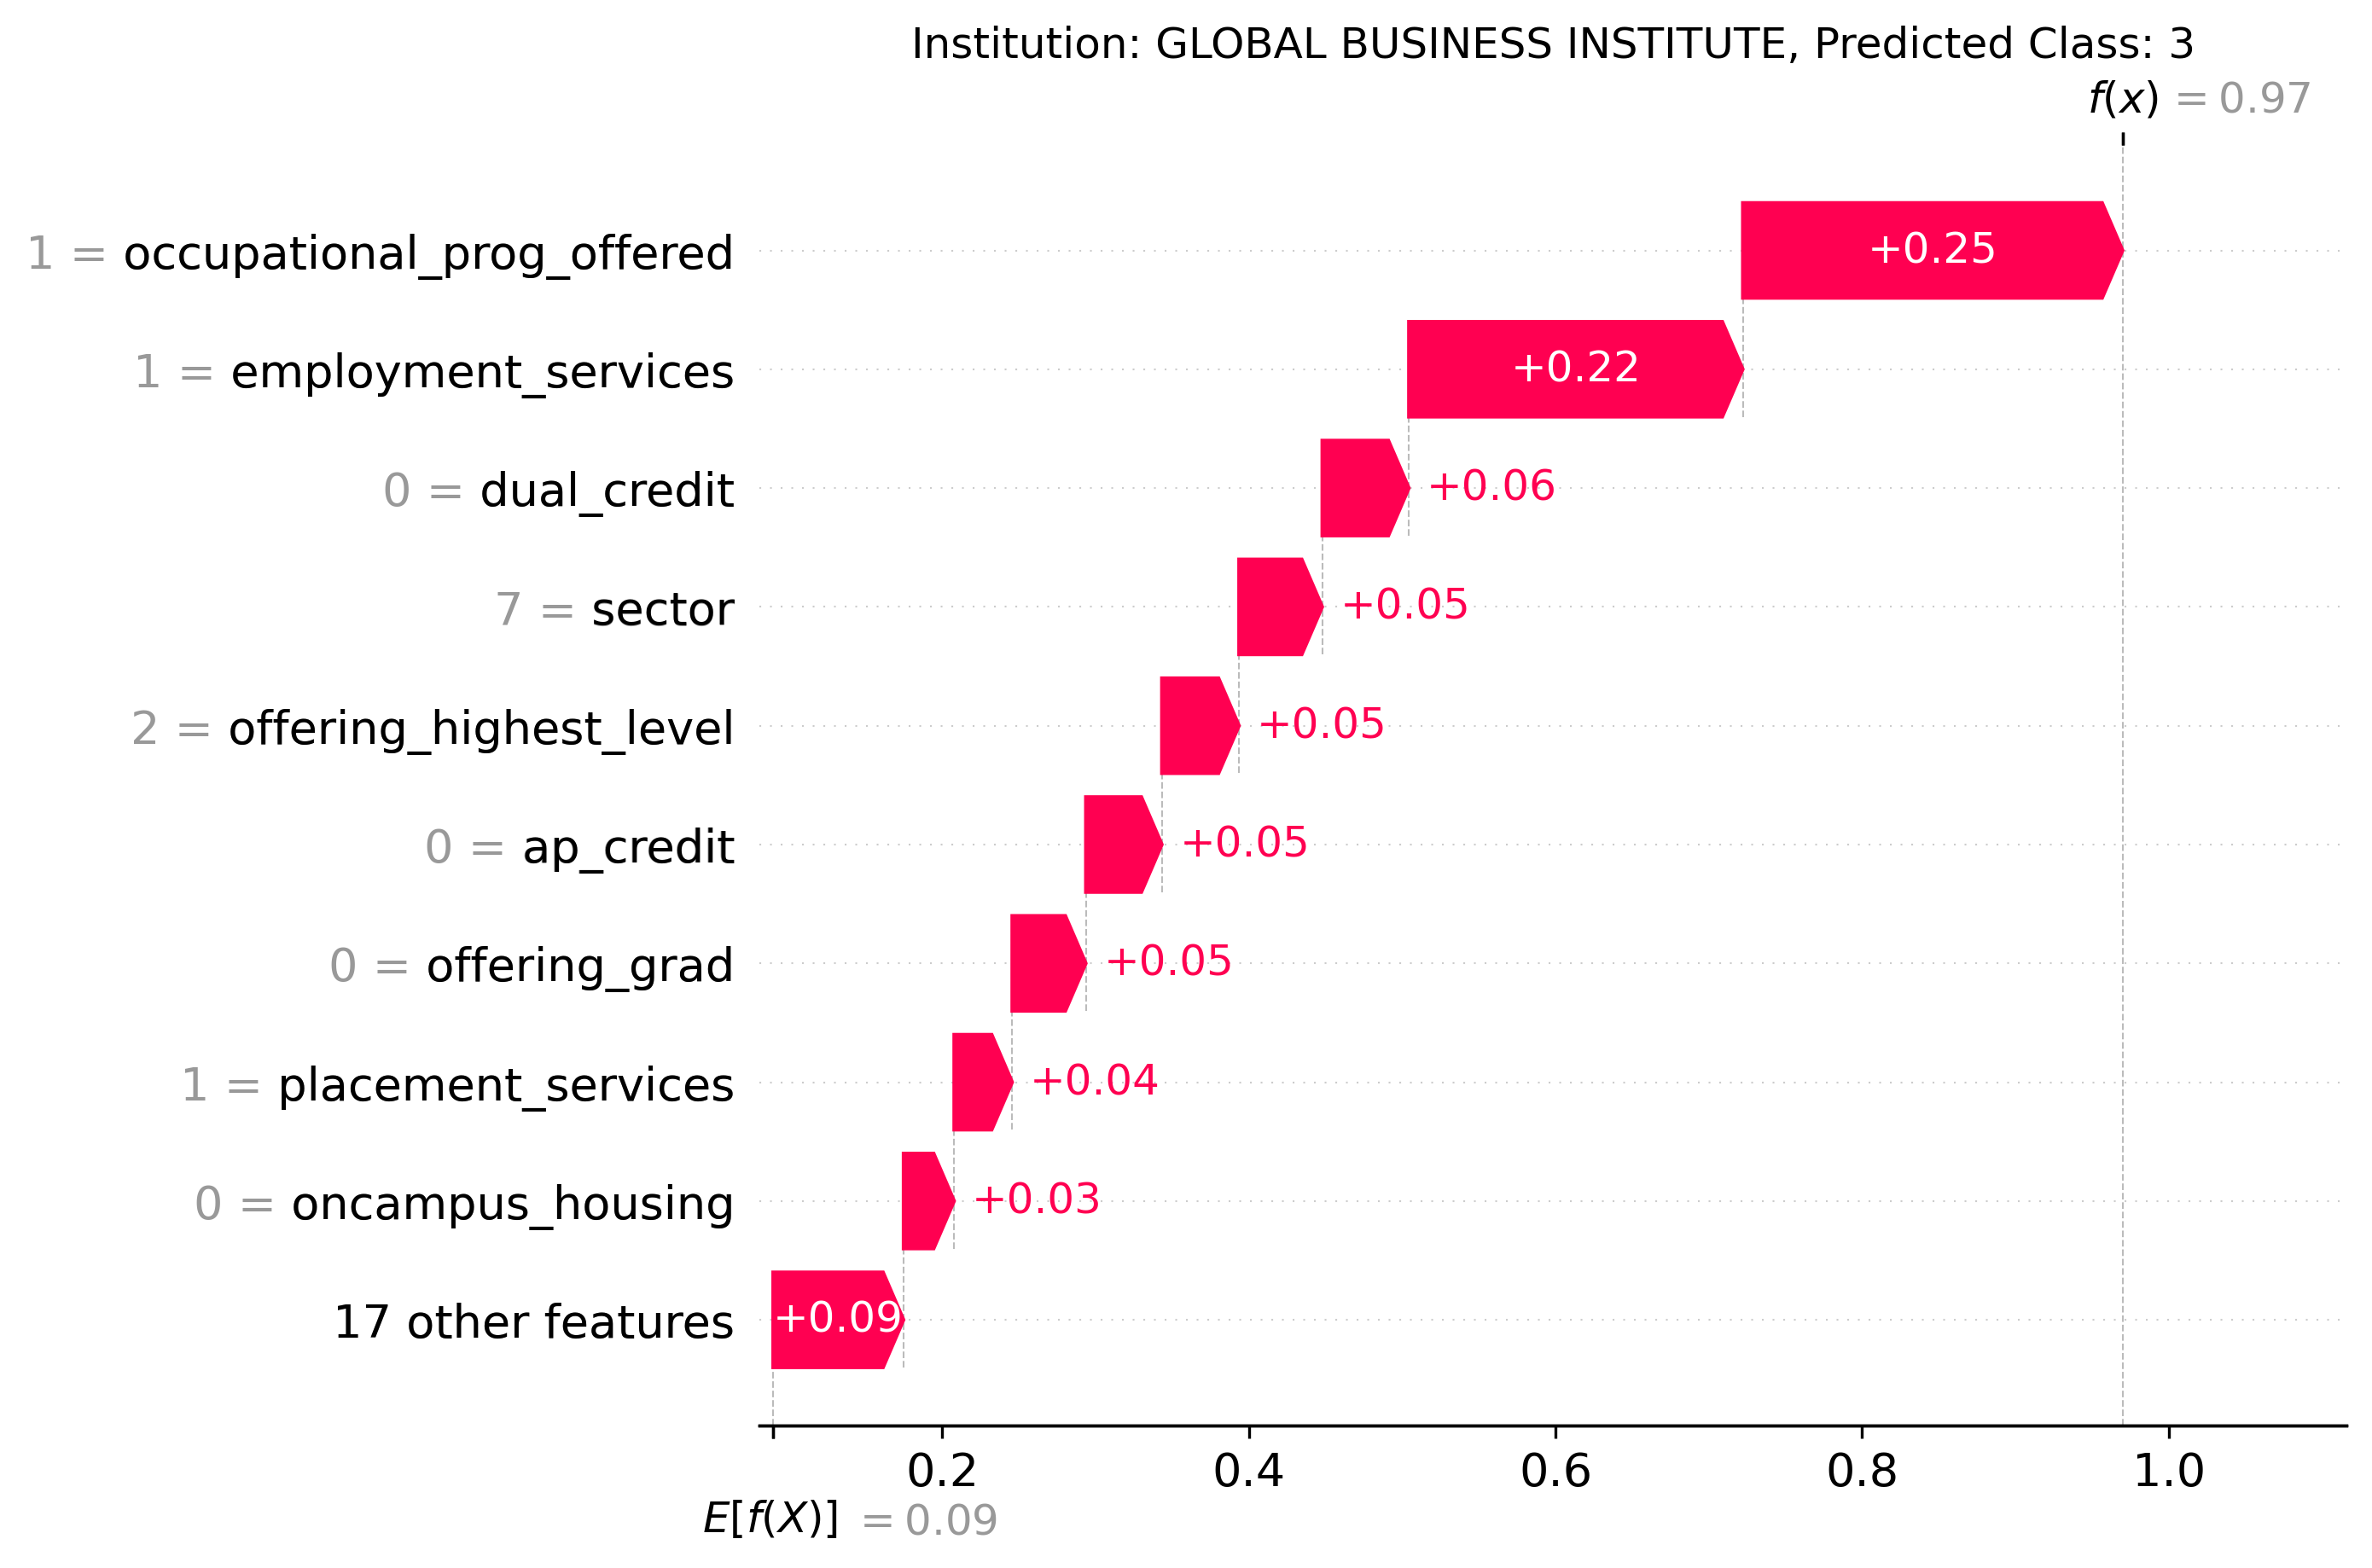 Institution: GLOBAL BUSINESS INSTITUTE, Predicted Class: 3
f(x) = 0.97
1 = occupational_prog_offered +0.25
1 = employment_services +0.22
0 = dual_credit +0.06
7 = sector +0.05
2 = offering_highest_level +0.05
0 = ap_credit +0.05
0 = offering_grad +0.05
1 = placement_services +0.04
0 = oncampus_housing +0.03
17 other features +0.09
0.2 0.4 0.6 0.8 1.0
E[f(X)] = 0.09